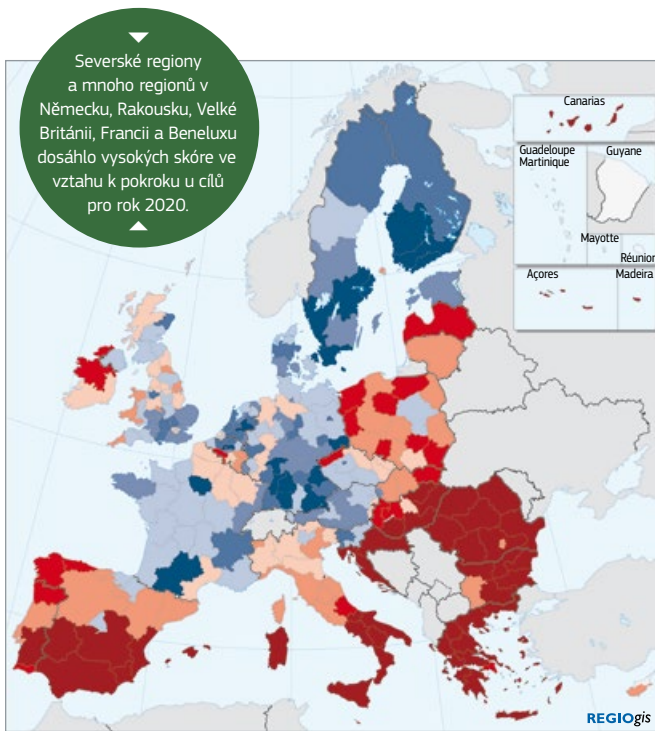 Severské regiony
a mnoho regionů v
Německu, Rakousku, Velké
Británii, Francii a Beneluxu
dosáhlo vysokých skóre ve
vztahu k pokroku u cílů
pro rok 2020.
Canarias
Guadeloupe
Martinique
Guyane
Mayotte
Réunion
Açores
Madeira
REGIOgis